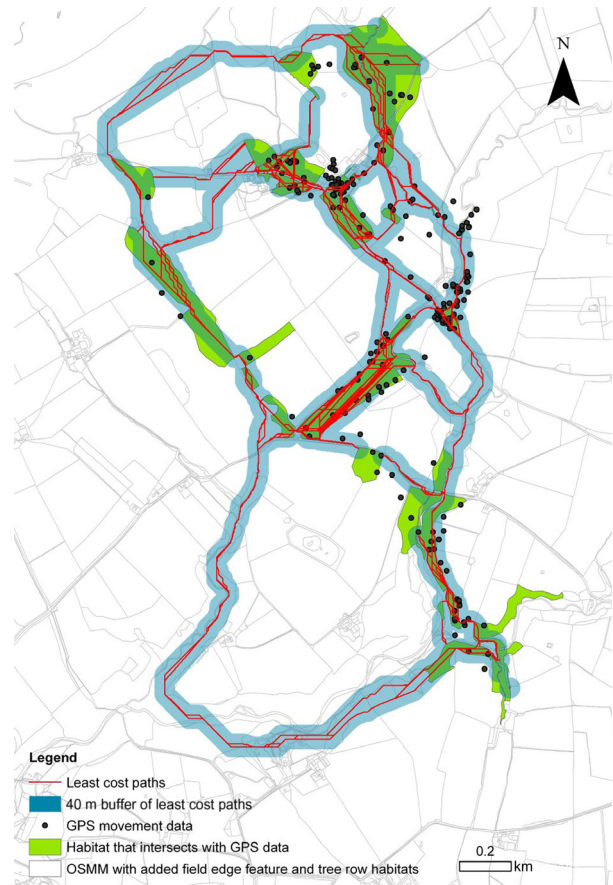 N
Legend
Least cost paths
40 m buffer of least cost paths
GPS movement data
Habitat that intersects with GPS data
OSMM with added field edge feature and tree row habitats
0.2
km